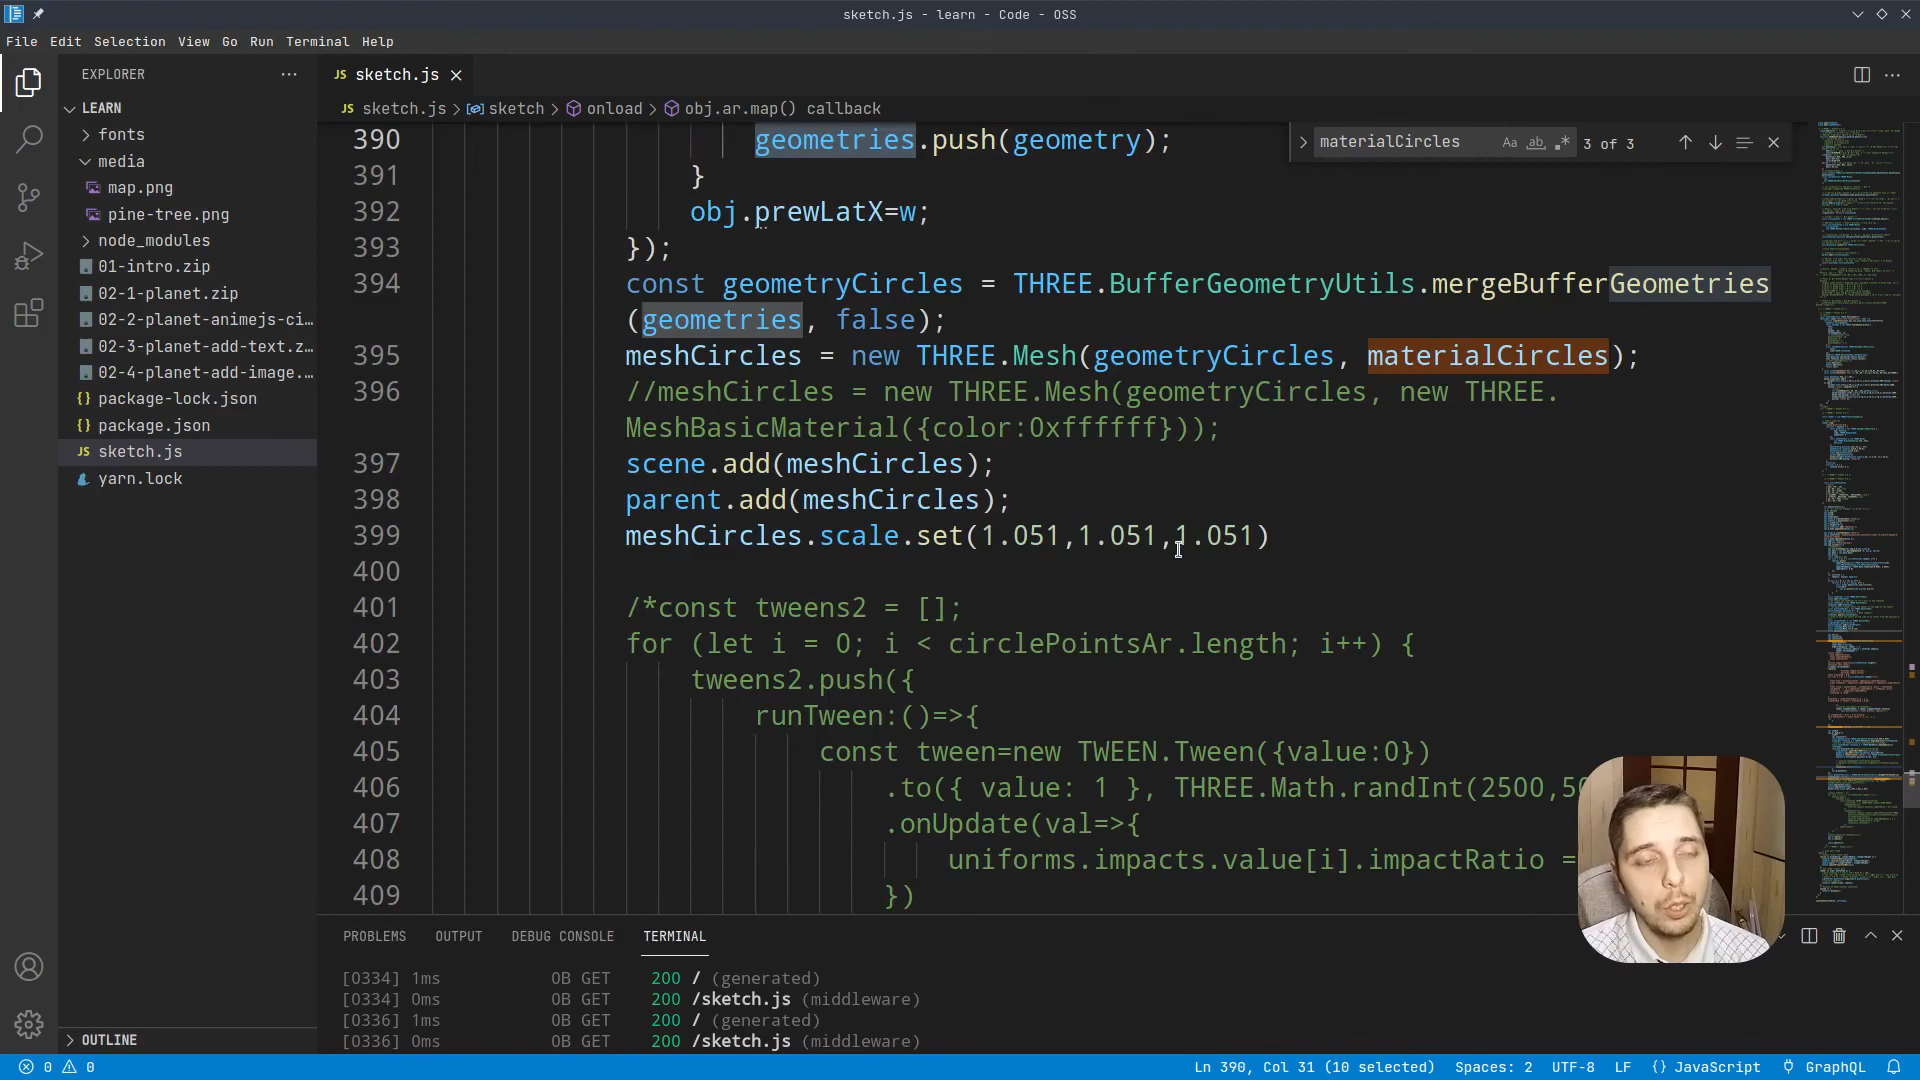 sketch.js - learn - Code - OSS
File Edit Selection View Go Run Terminal Help
EXPLORER
JS sketch.js
JS sketch.js > sketch > onload > obj.ar.map() callback
LEARN
fonts
media
map.png
pine-tree.png
node_modules
01-intro.zip
02-1-planet.zip
02-2-planet-animejs-ci...
02-3-planet-add-text.z...
02-4-planet-add-image....
{} package-lock.json
{} package.json
JS sketch.js
yarn.lock
OUTLINE
materialCircles Aa ab .* 3 of 3
390 geometries.push(geometry);
391 }
392 obj.prewLatX=w;
393 });
394 const geometryCircles = THREE.BufferGeometryUtils.mergeBufferGeometries
(geometries, false);
395 meshCircles = new THREE.Mesh(geometryCircles, materialCircles);
396 //meshCircles = new THREE.Mesh(geometryCircles, new THREE.
MeshBasicMaterial({color:0xffffff}));
397 scene.add(meshCircles);
398 parent.add(meshCircles);
399 meshCircles.scale.set(1.051,1.051,1.051)
400
401 /*const tweens2 = [];
402 for (let i = 0; i < circlePointsAr.length; i++) {
403 tweens2.push({
404 runTween:()=>{
405 const tween=new TWEEN.Tween({value:0})
406 .to({ value: 1 }, THREE.Math.randInt(2500,50
407 .onUpdate(val=>{
408 uniforms.impacts.value[i].impactRatio =
409 })
PROBLEMS OUTPUT DEBUG CONSOLE TERMINAL
[0334] 1ms 0B GET 200 / (generated)
[0334] 0ms 0B GET 200 /sketch.js (middleware)
[0336] 1ms 0B GET 200 / (generated)
[0336] 0ms 0B GET 200 /sketch.js (middleware)
0 0 Ln 390, Col 31 (10 selected) Spaces: 2 UTF-8 LF {} JavaScript GraphQL